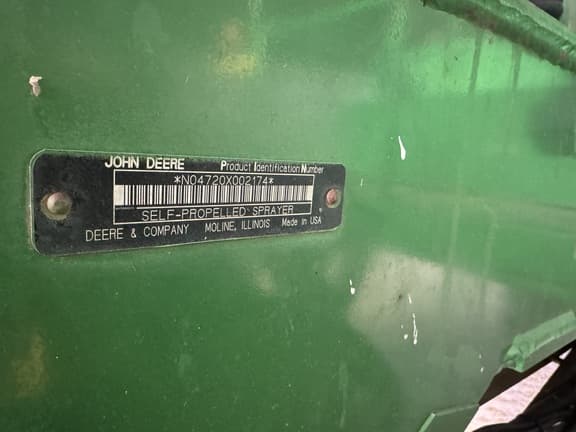 JOHN DEERE Product Identification Number
*N04720X002174*
SELF-PROPELLED SPRAYER
DEERE & COMPANY MOLINE, ILLINOIS Made In USA